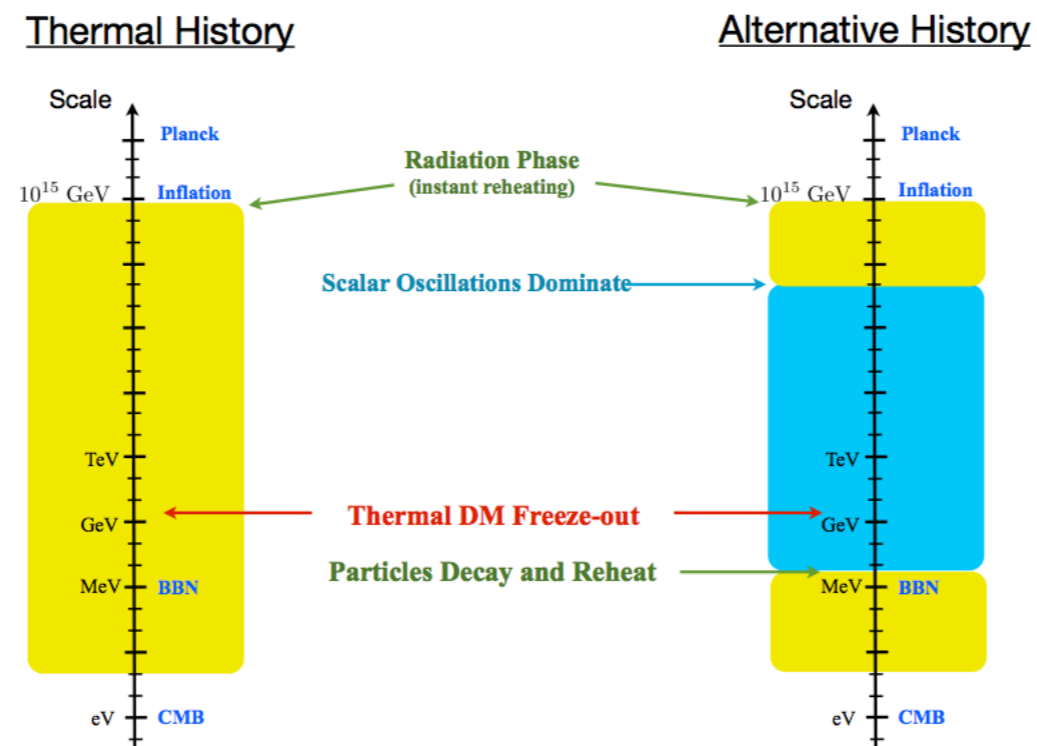 Thermal History
Alternative History
Scale
Scale
Planck
Planck
Radiation Phase
(instant reheating)
10¹⁵ GeV
Inflation
10¹⁵ GeV
Inflation
Scalar Oscillations Dominate
TeV
TeV
Thermal DM Freeze-out
GeV
GeV
Particles Decay and Reheat
MeV
BBN
MeV
BBN
eV
CMB
eV
CMB